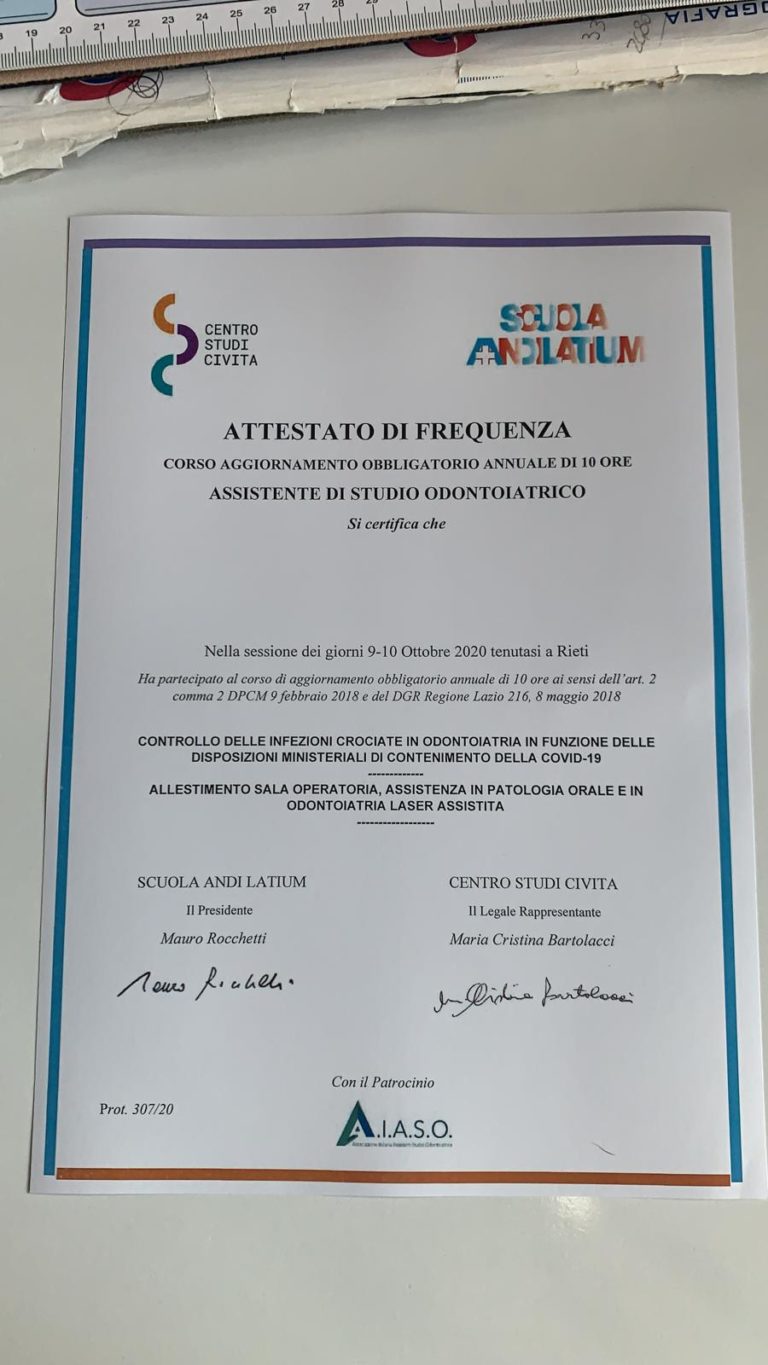 19 20 21 22 23 24 25 26 27 28 29
OGRAFIA
CENTRO
STUDI
CIVITA
SCUOLA
ANDILATIUM
ATTESTATO DI FREQUENZA
CORSO AGGIORNAMENTO OBBLIGATORIO ANNUALE DI 10 ORE
ASSISTENTE DI STUDIO ODONTOIATRICO
Si certifica che
Nella sessione dei giorni 9-10 Ottobre 2020 tenutasi a Rieti
Ha partecipato al corso di aggiornamento obbligatorio annuale di 10 ore ai sensi dell'art. 2
comma 2 DPCM 9 febbraio 2018 e del DGR Regione Lazio 216, 8 maggio 2018
CONTROLLO DELLE INFEZIONI CROCIATE IN ODONTOIATRIA IN FUNZIONE DELLE
DISPOSIZIONI MINISTERIALI DI CONTENIMENTO DELLA COVID-19
-------------
ALLESTIMENTO SALA OPERATORIA, ASSISTENZA IN PATOLOGIA ORALE E IN
ODONTOIATRIA LASER ASSISTITA
------------------
SCUOLA ANDI LATIUM
Il Presidente
Mauro Rocchetti
CENTRO STUDI CIVITA
Il Legale Rappresentante
Maria Cristina Bartolacci
Con il Patrocinio
Prot. 307/20
A.I.A.S.O.